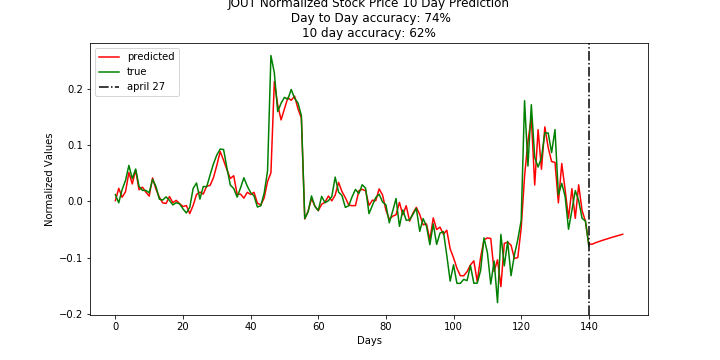 JOUT Normalized Stock Price 10 Day Prediction
Day to Day accuracy: 74%
10 day accuracy: 62%
predicted
true
april 27
Normalized Values
0.2
0.1
0.0
−0.1
−0.2
0
20
40
60
80
100
120
140
Days